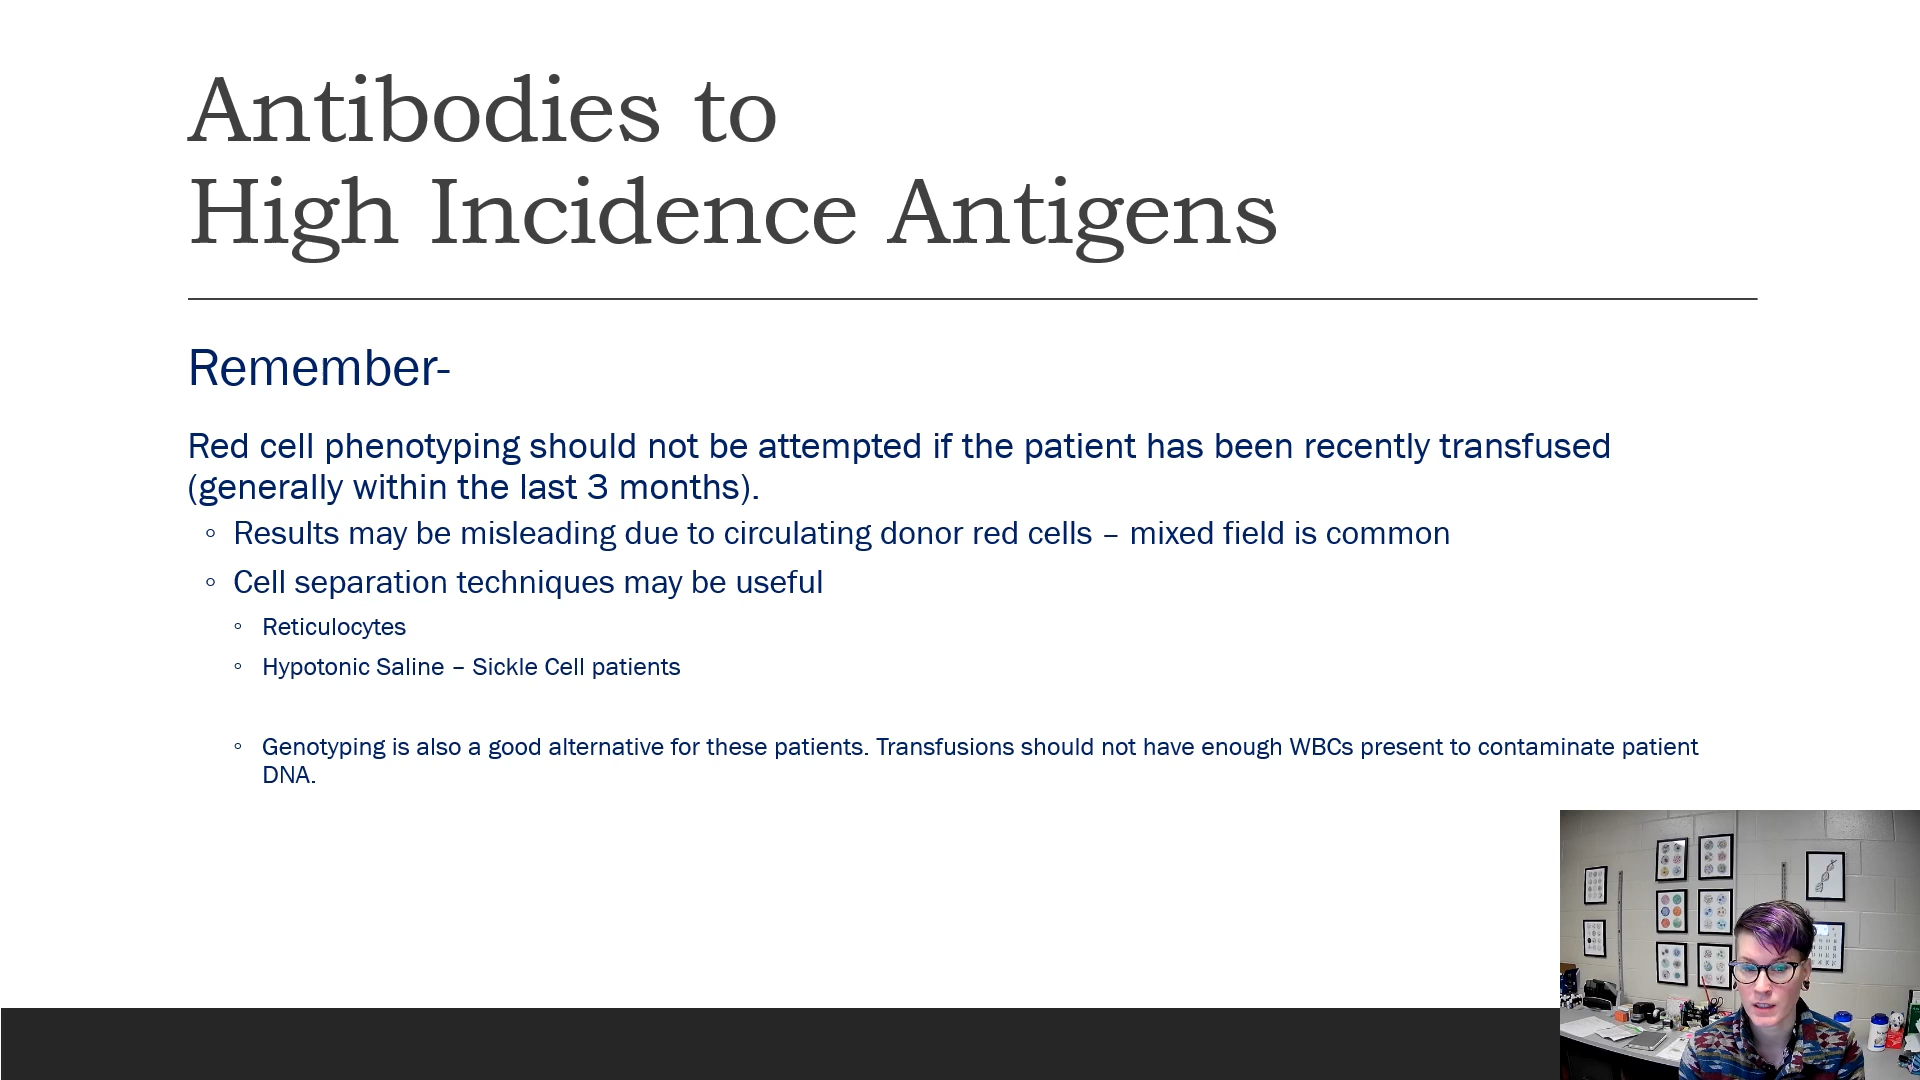 Antibodies to
High Incidence Antigens
Remember-
Red cell phenotyping should not be attempted if the patient has been recently transfused
(generally within the last 3 months).
◦ Results may be misleading due to circulating donor red cells – mixed field is common
◦ Cell separation techniques may be useful
◦ Reticulocytes
◦ Hypotonic Saline – Sickle Cell patients
◦ Genotyping is also a good alternative for these patients. Transfusions should not have enough WBCs present to contaminate patient
DNA.